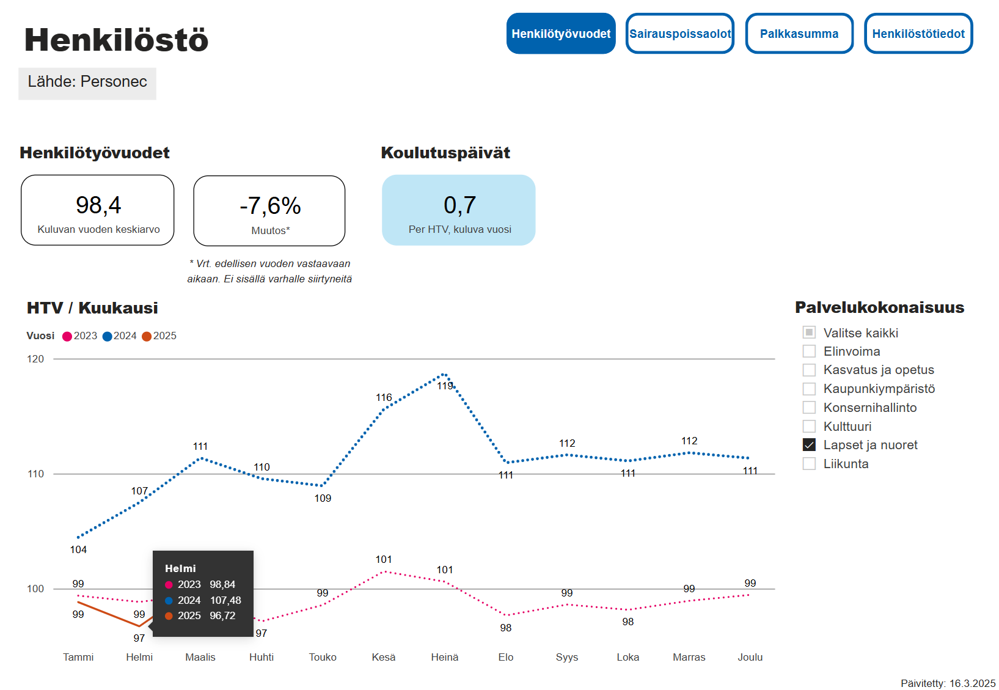 Henkilöstö
Henkilötyövuodet
Sairauspoissaolot
Palkkasumma
Henkilöstötiedot
Lähde: Personec
Henkilötyövuodet
98,4
Kuluvan vuoden keskiarvo
-7,6%
Muutos*
* Vrt. edellisen vuoden vastaavaan
aikaan. Ei sisällä varhalle siirtyneitä
Koulutuspäivät
0,7
Per HTV, kuluva vuosi
HTV / Kuukausi
Vuosi 2023 2024 2025
120
110
100
104
107
111
110
109
116
119
111
112
111
112
111
99
99
97
99
101
101
98
99
98
99
99
99
97
Helmi
2023 98,84
2024 107,48
2025 96,72
Tammi Helmi Maalis Huhti Touko Kesä Heinä Elo Syys Loka Marras Joulu
Palvelukokonaisuus
Valitse kaikki
Elinvoima
Kasvatus ja opetus
Kaupunkiympäristö
Konsernihallinto
Kulttuuri
Lapset ja nuoret
Liikunta
Päivitetty: 16.3.2025